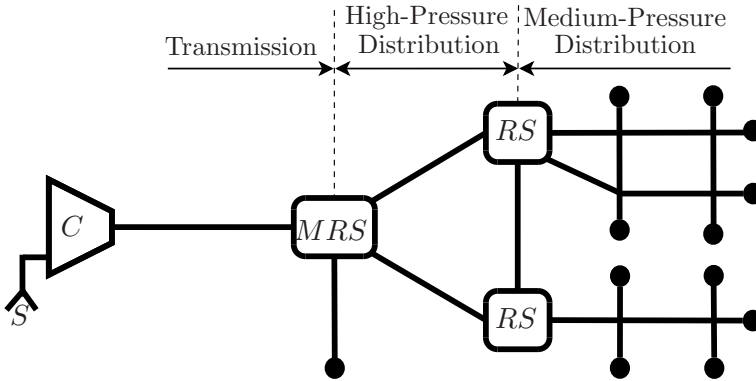 High-Pressure
Distribution
Medium-Pressure
Distribution
Transmission
RS
C
MRS
S
RS